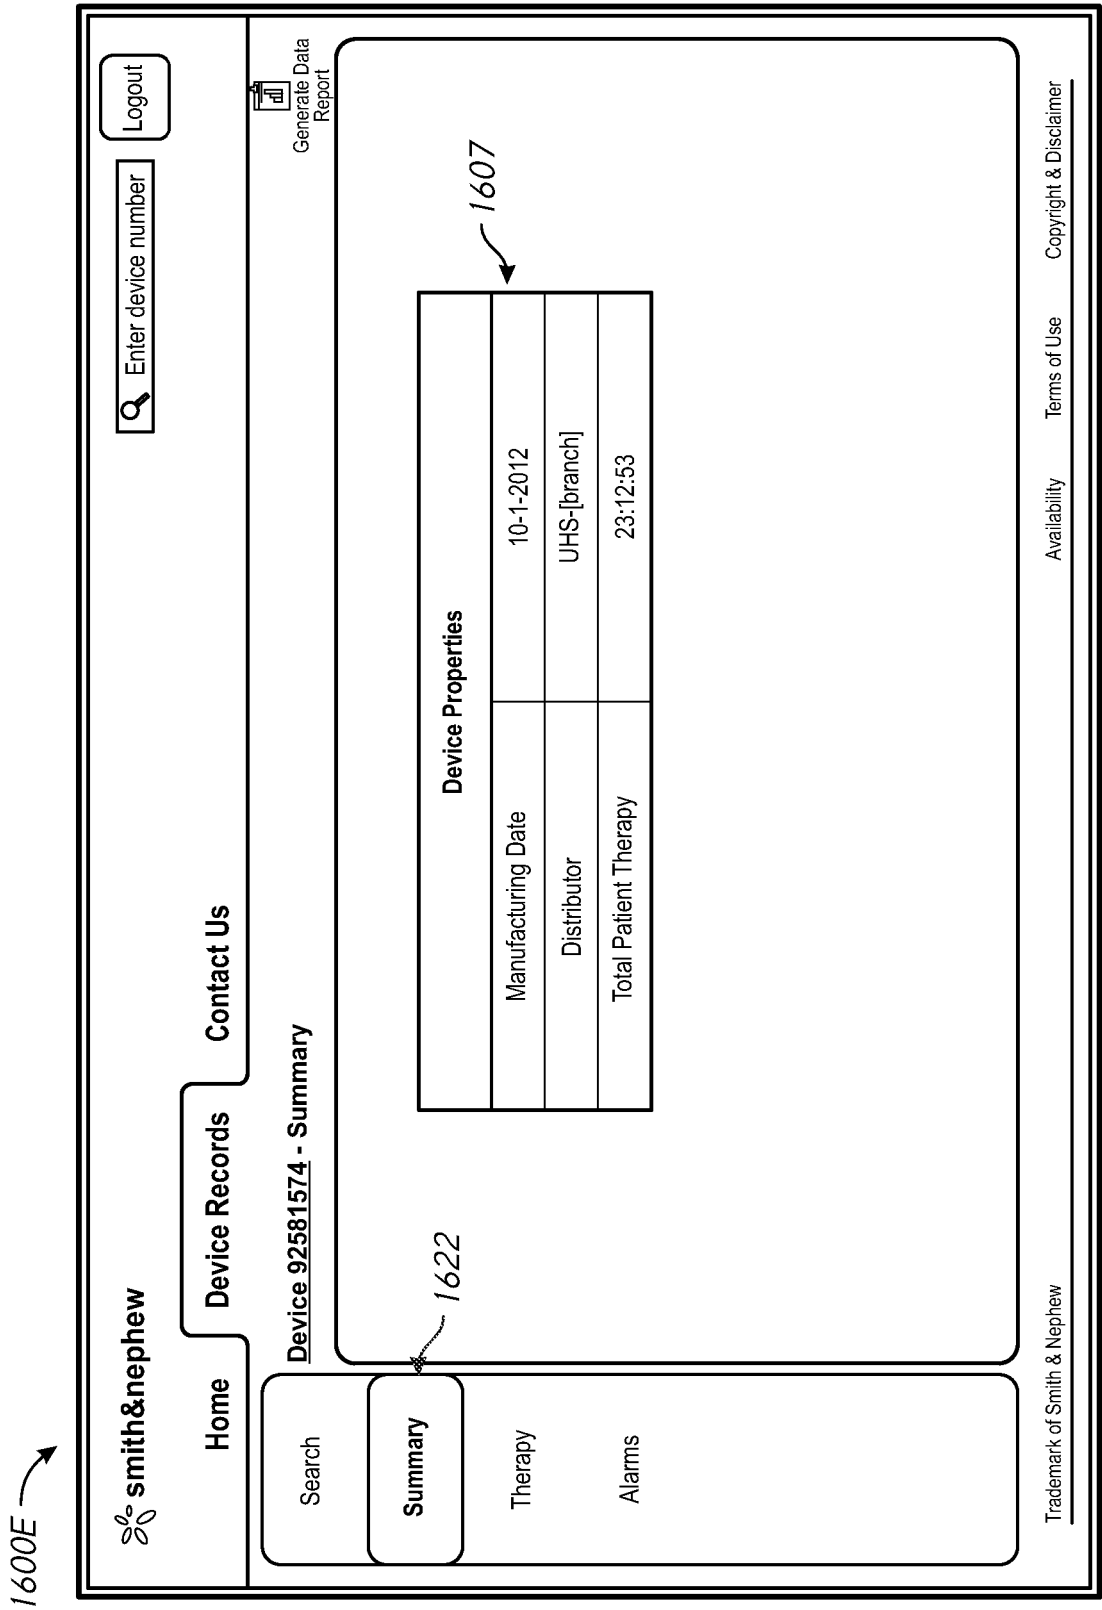 1600E
smith&nephew
Enter device number
Logout
Home
Device Records
Contact Us
Device 92581574 - Summary
Generate Data
Report
Search
Summary
Therapy
Alarms
1622
1607
Device Properties
Manufacturing Date 10-1-2012
Distributor UHS-[branch]
Total Patient Therapy 23:12:53
Trademark of Smith & Nephew
Availability
Terms of Use
Copyright & Disclaimer